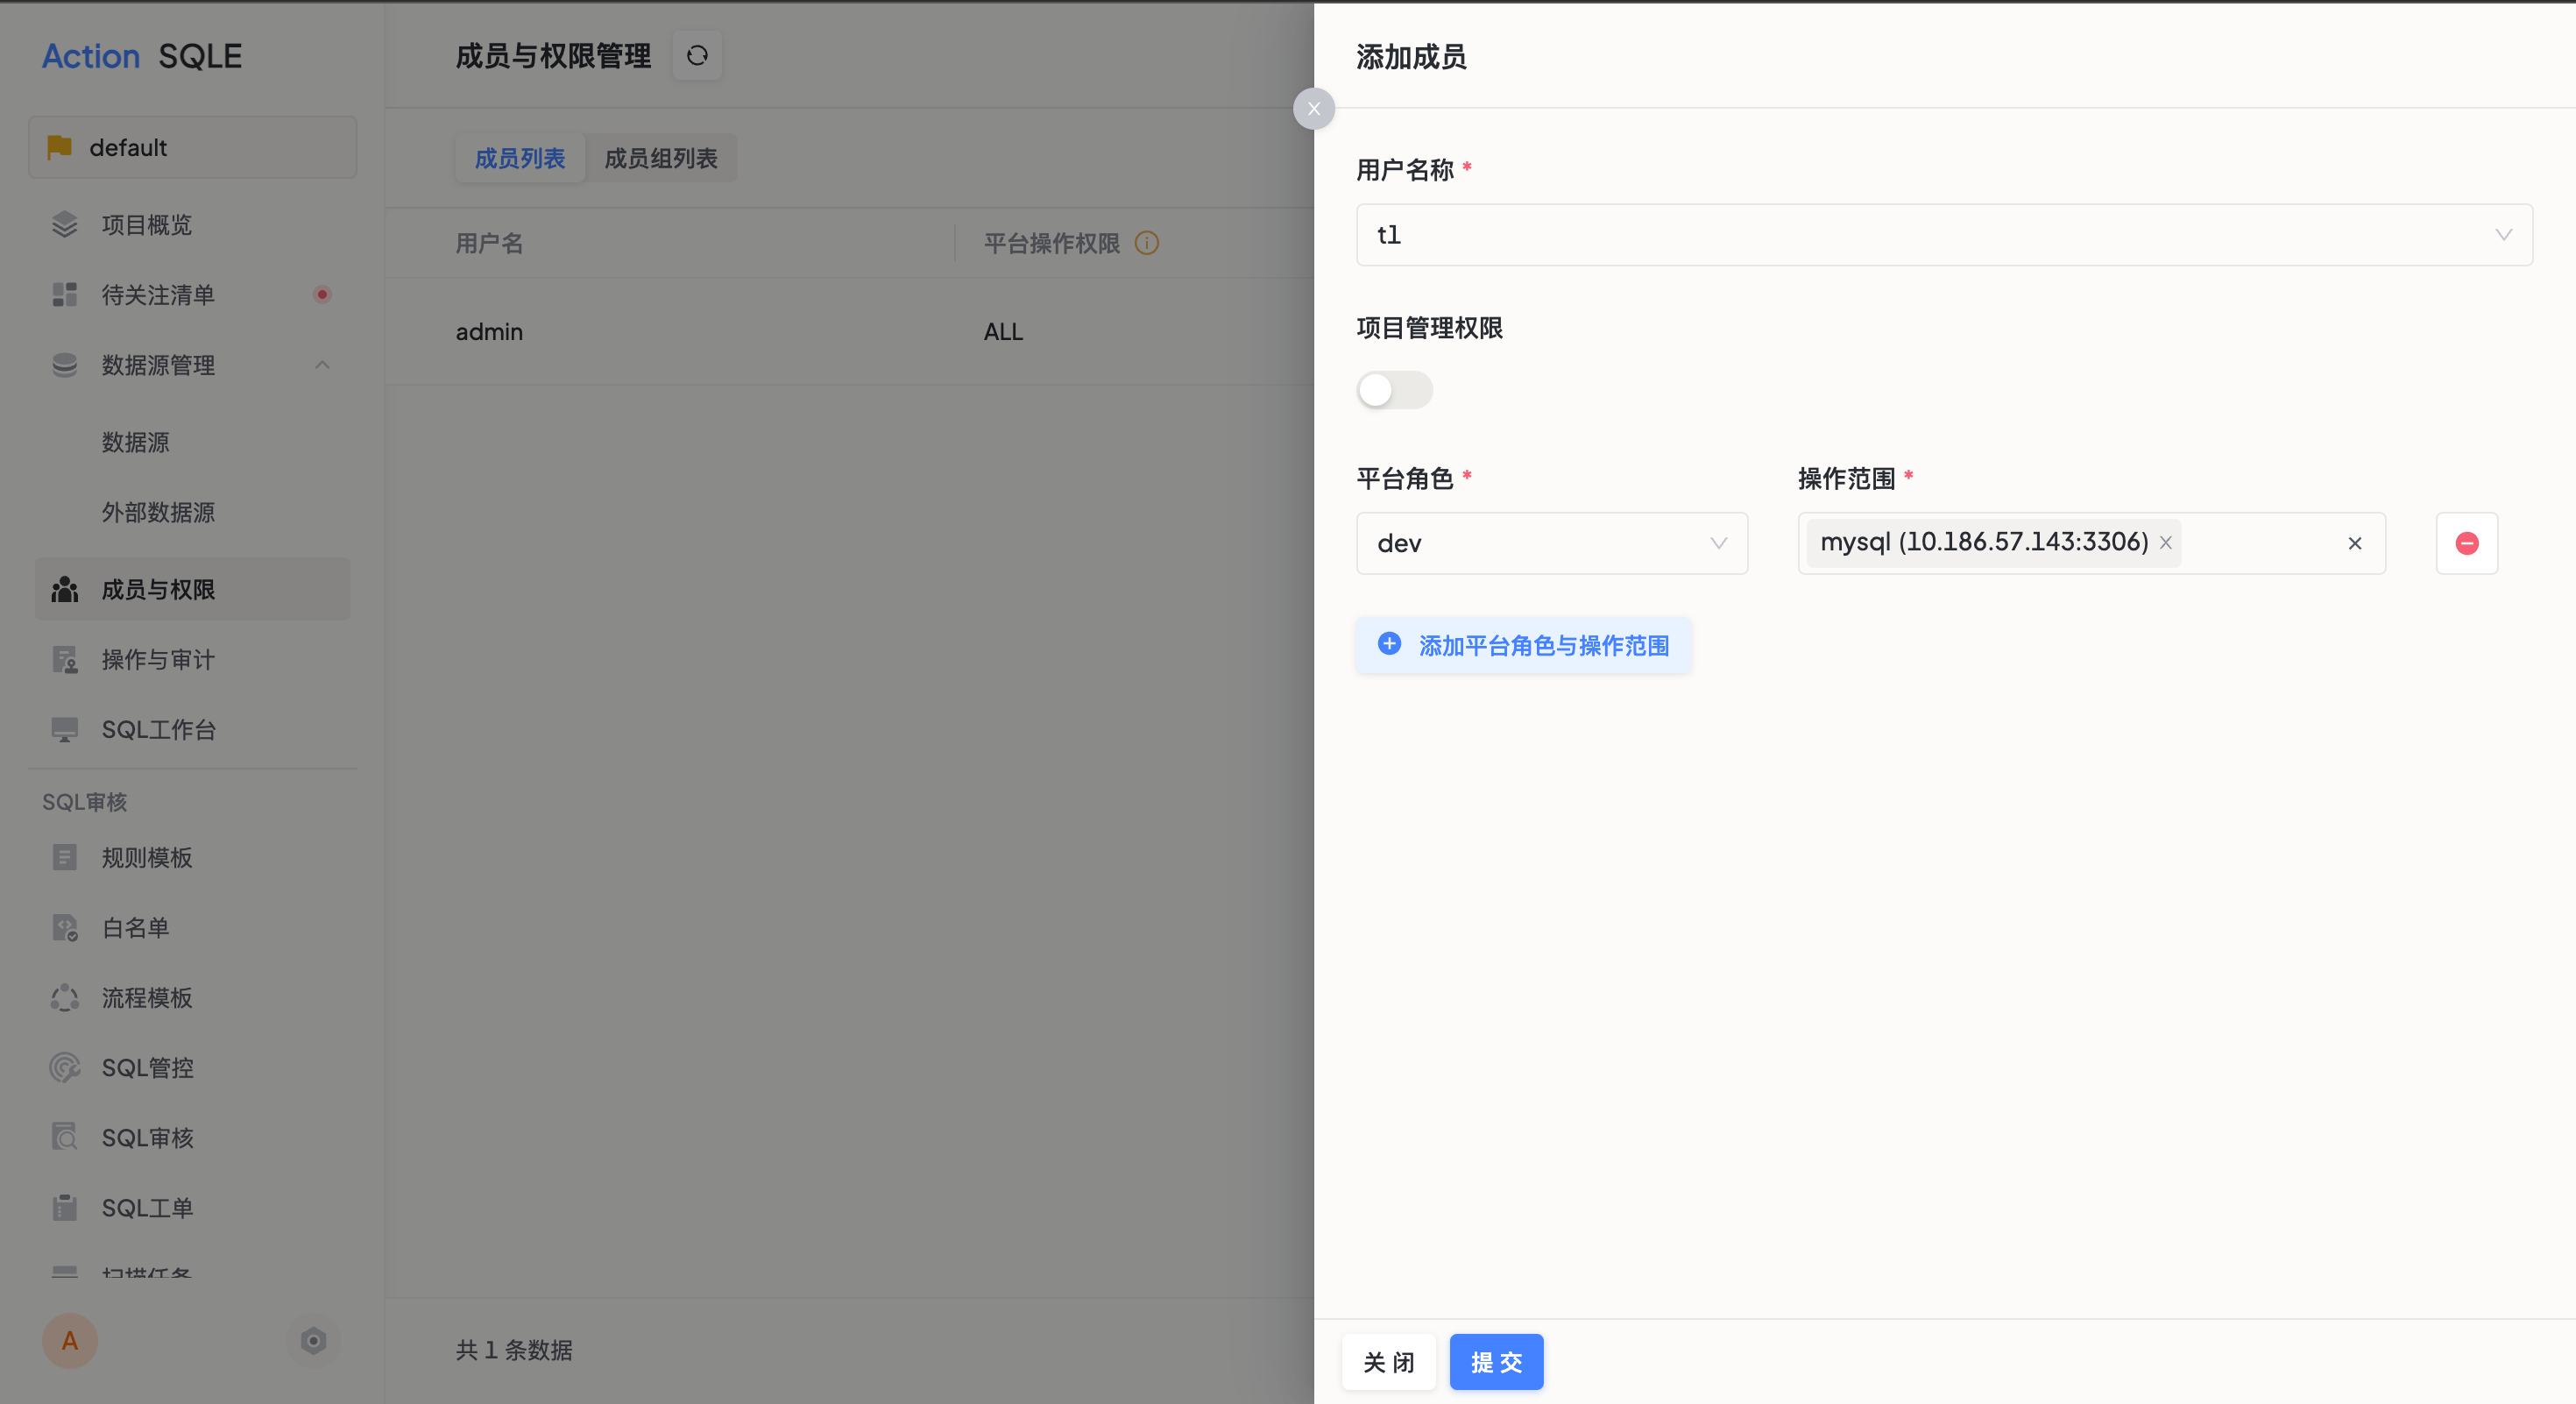 Action SQLE
default
项目概览
待关注清单
数据源管理
数据源
外部数据源
成员与权限
操作与审计
SQL工作台
SQL审核
规则模板
白名单
流程模板
SQL管控
SQL审核
SQL工单
扫描任务
A
成员与权限管理
成员列表 成员组列表
用户名 平台操作权限
admin ALL
共 1 条数据
添加成员
用户名称 *
t1
项目管理权限
平台角色 * 操作范围 *
dev mysql (10.186.57.143:3306)
添加平台角色与操作范围
关 闭 提 交